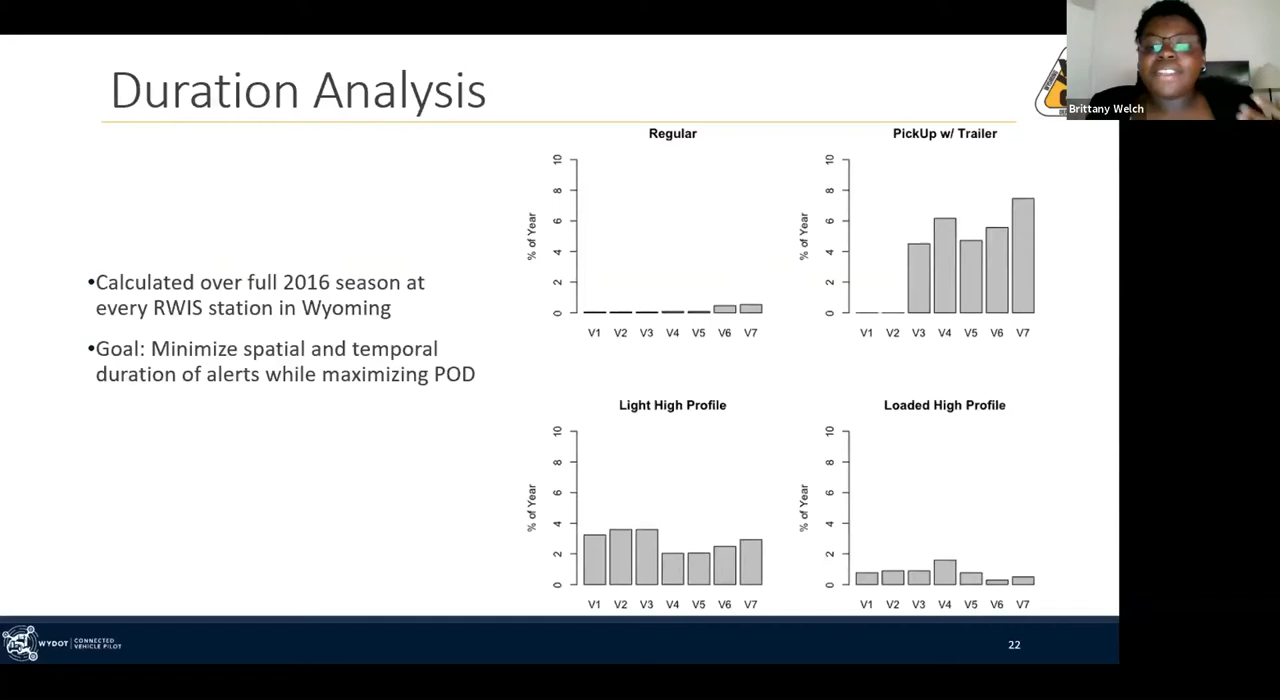 Duration Analysis
Brittany Welch
•Calculated over full 2016 season at
every RWIS station in Wyoming
•Goal: Minimize spatial and temporal
duration of alerts while maximizing POD
Regular
% of Year
10
8
6
4
2
0
V1 V2 V3 V4 V5 V6 V7
PickUp w/ Trailer
% of Year
10
8
6
4
2
0
V1 V2 V3 V4 V5 V6 V7
Light High Profile
% of Year
10
8
6
4
2
0
V1 V2 V3 V4 V5 V6 V7
Loaded High Profile
% of Year
10
8
6
4
2
0
V1 V2 V3 V4 V5 V6 V7
WYDOT
CONNECTED
VEHICLE PILOT
22